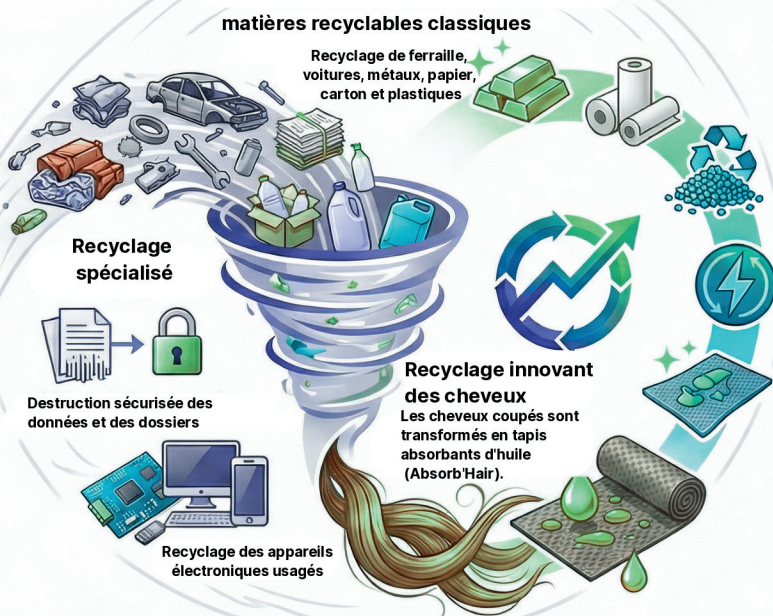 matières recyclables classiques
Recyclage de ferraille,
voitures, métaux, papier,
carton et plastiques
Recyclage
spécialisé
Destruction sécurisée des
données et des dossiers
Recyclage innovant
des cheveux
Les cheveux coupés sont
transformés en tapis
absorbants d'huile
(Absorb'Hair).
Recyclage des appareils
électroniques usagés